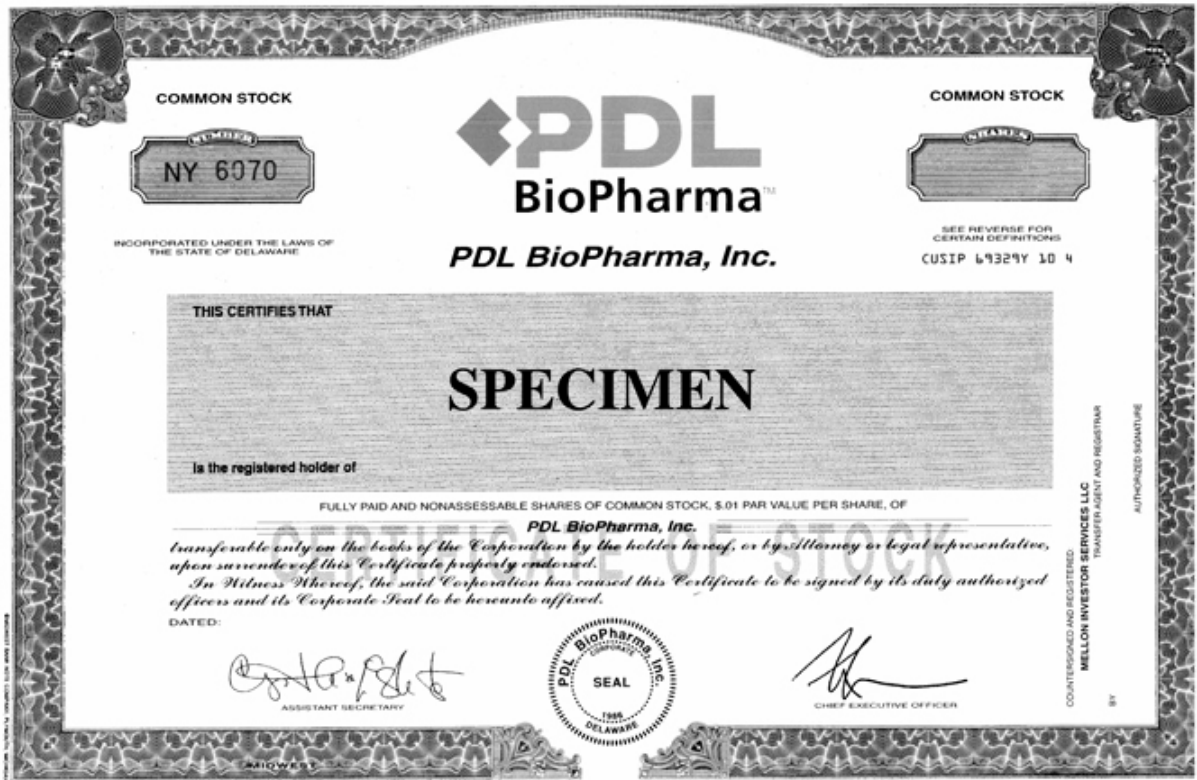 COMMON STOCK
NUMBER
NY 6070
INCORPORATED UNDER THE LAWS OF
THE STATE OF DELAWARE
PDL
BioPharma™
PDL BioPharma, Inc.
COMMON STOCK
SHARES
SEE REVERSE FOR
CERTAIN DEFINITIONS
CUSIP 69329Y 10 4
THIS CERTIFIES THAT
SPECIMEN
is the registered holder of
FULLY PAID AND NONASSESSABLE SHARES OF COMMON STOCK, $.01 PAR VALUE PER SHARE, OF
PDL BioPharma, Inc.
CERTIFICATE OF STOCK
transferable only on the books of the Corporation by the holder hereof, or by Attorney or legal representative,
upon surrender of this Certificate properly endorsed.
In Witness Whereof, the said Corporation has caused this Certificate to be signed by its duly authorized
officers and its Corporate Seal to be hereunto affixed.
DATED:
ASSISTANT SECRETARY
PDL BioPharma, Inc.
CORPORATE
SEAL
1986
DELAWARE
CHIEF EXECUTIVE OFFICER
COUNTERSIGNED AND REGISTERED:
MELLON INVESTOR SERVICES LLC
TRANSFER AGENT AND REGISTRAR
BY
AUTHORIZED SIGNATURE
MIDWEST